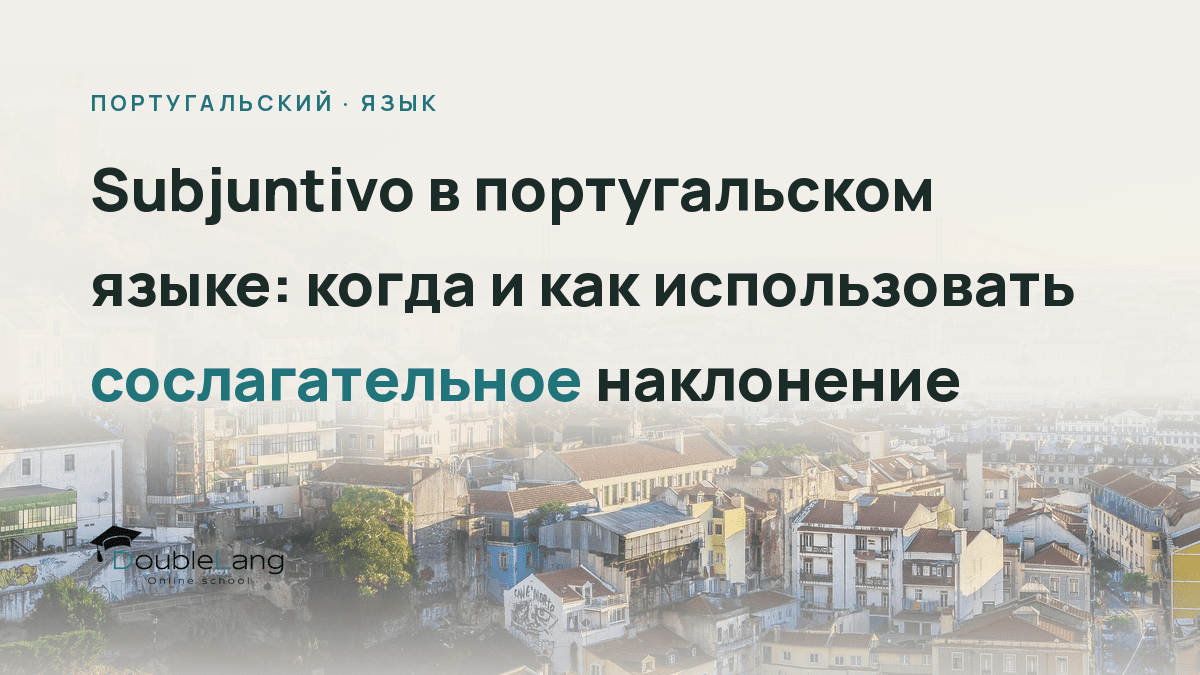 ПОРТУГАЛЬСКИЙ · ЯЗЫК
Subjuntivo в португальском
языке: когда и как использовать
сослагательное наклонение
Double_ang
Online school